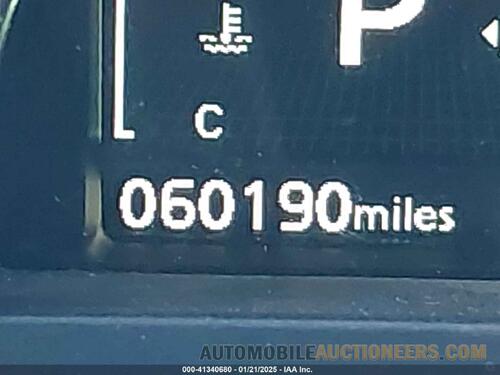 P
C
060190miles
AUTOMOBILEAUCTIONEERS.COM
000-41340680 - 01/21/2025 - IAA Inc.